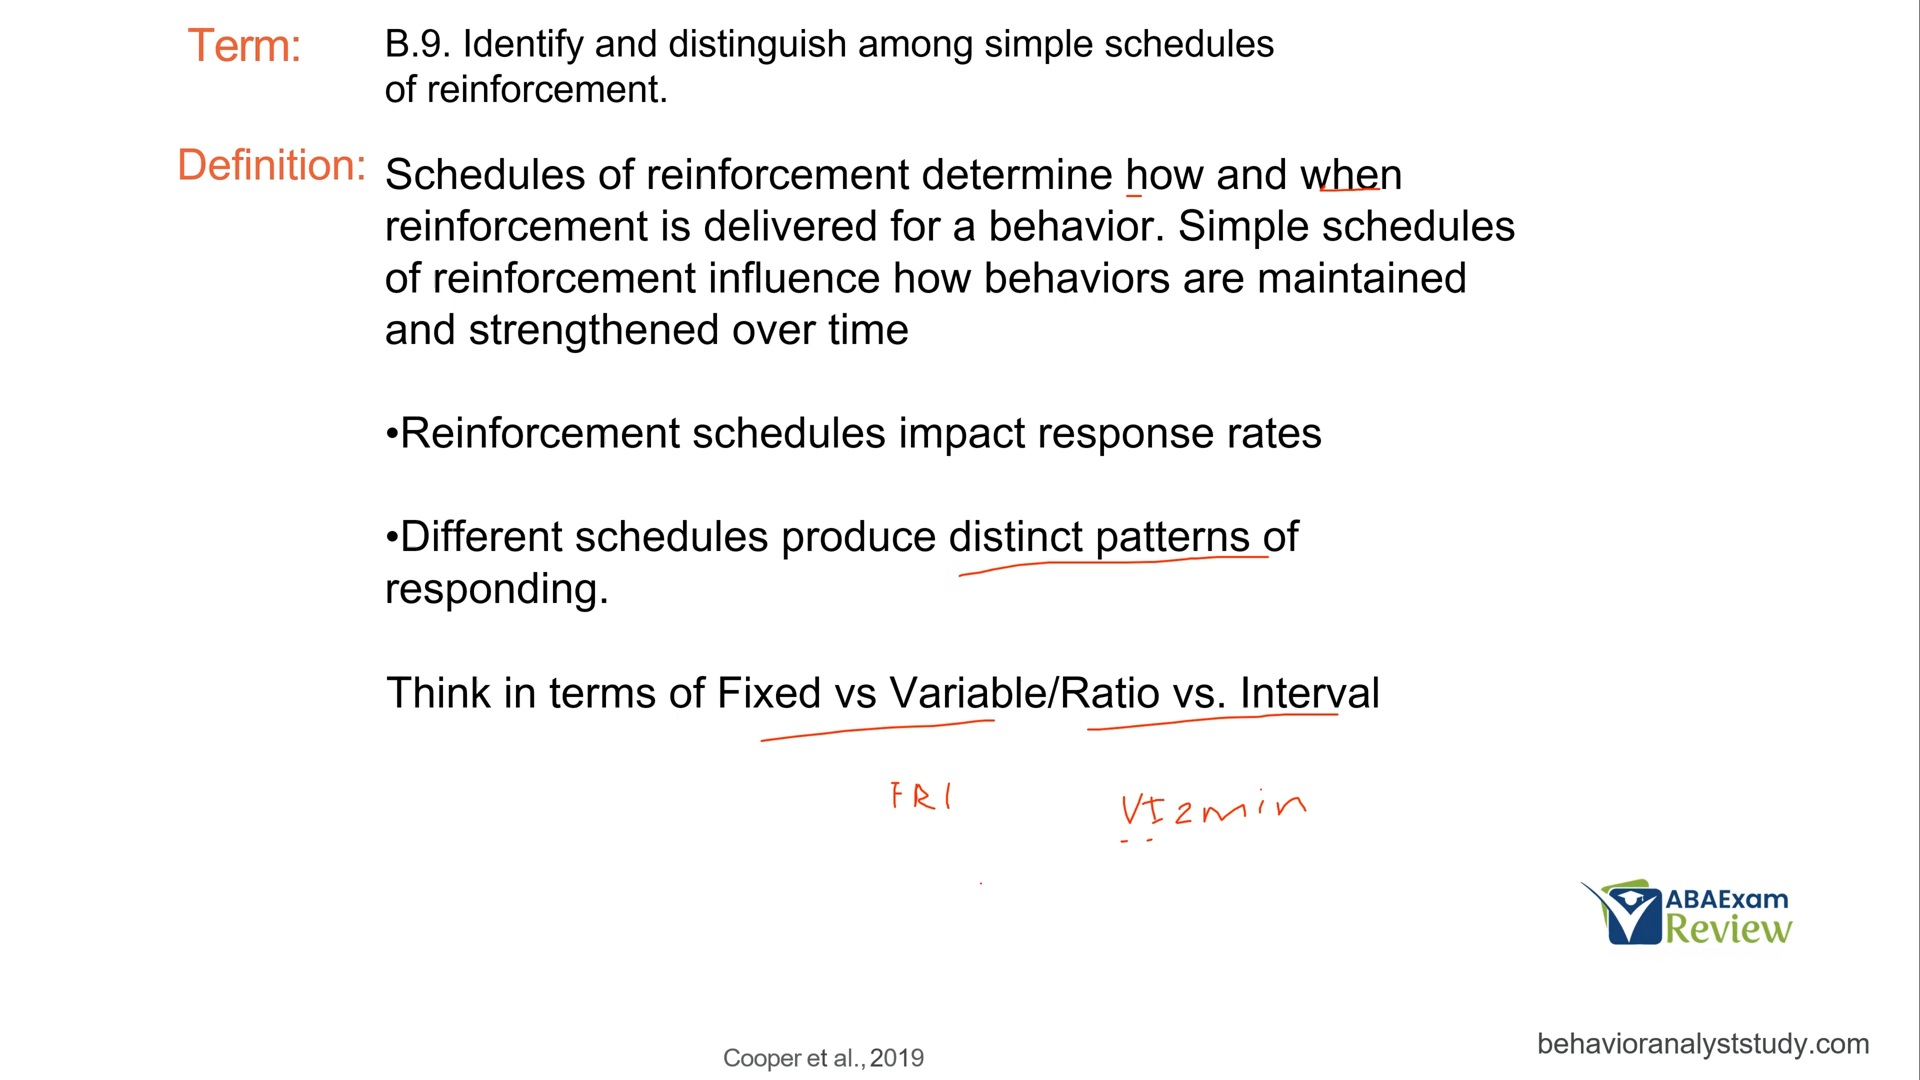 Term:
B.9. Identify and distinguish among simple schedules
of reinforcement.
Definition:
Schedules of reinforcement determine how and when
reinforcement is delivered for a behavior. Simple schedules
of reinforcement influence how behaviors are maintained
and strengthened over time
•Reinforcement schedules impact response rates
•Different schedules produce distinct patterns of
responding.
Think in terms of Fixed vs Variable/Ratio vs. Interval
FR1
VI 2 min
ABAExam
Review
Cooper et al., 2019
behavioranalyststudy.com